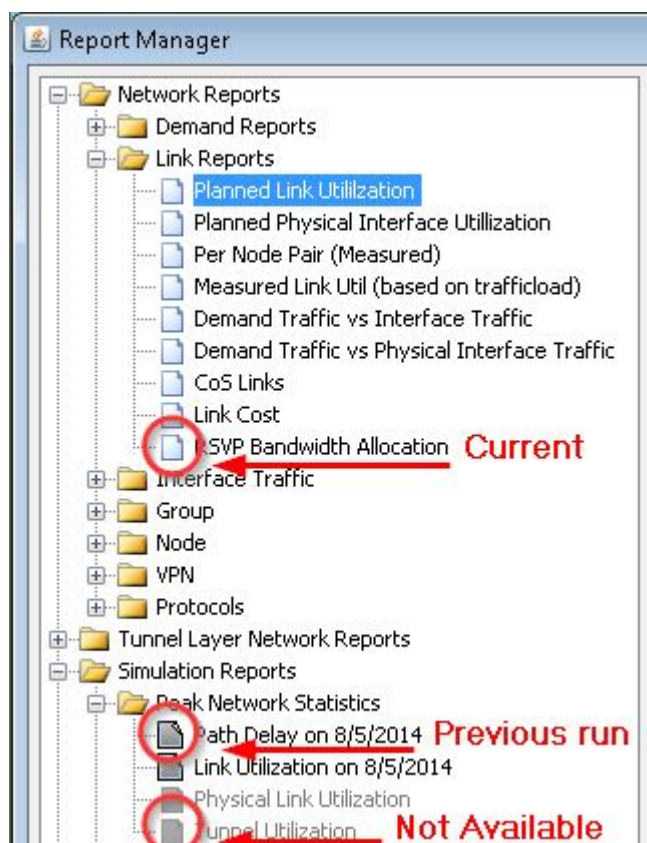 Report Manager
Network Reports
Demand Reports
Link Reports
Planned Link Utililzation
Planned Physical Interface Utillization
Per Node Pair (Measured)
Measured Link Util (based on trafficload)
Demand Traffic vs Interface Traffic
Demand Traffic vs Physical Interface Traffic
CoS Links
Link Cost
RSVP Bandwidth Allocation Current
Interface Traffic
Group
Node
VPN
Protocols
Tunnel Layer Network Reports
Simulation Reports
Peak Network Statistics
Path Delay on 8/5/2014 Previous run
Link Utilization on 8/5/2014
Physical Link Utilization
Tunnel Utilization Not Available